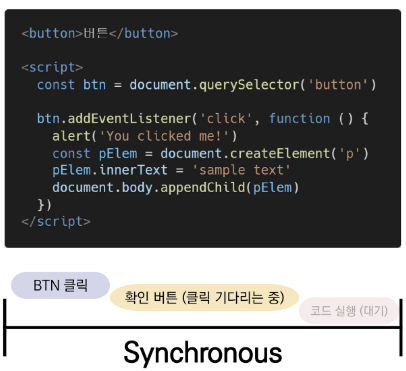 <button>버튼</button>
<script>
const btn = document.querySelector('button')
btn.addEventListener('click', function () {
alert('You clicked me!')
const pElem = document.createElement('p')
pElem.innerText = 'sample text'
document.body.appendChild(pElem)
})
</script>
BTN 클릭
확인 버튼 (클릭 기다리는 중)
코드 실행 (대기)
Synchronous